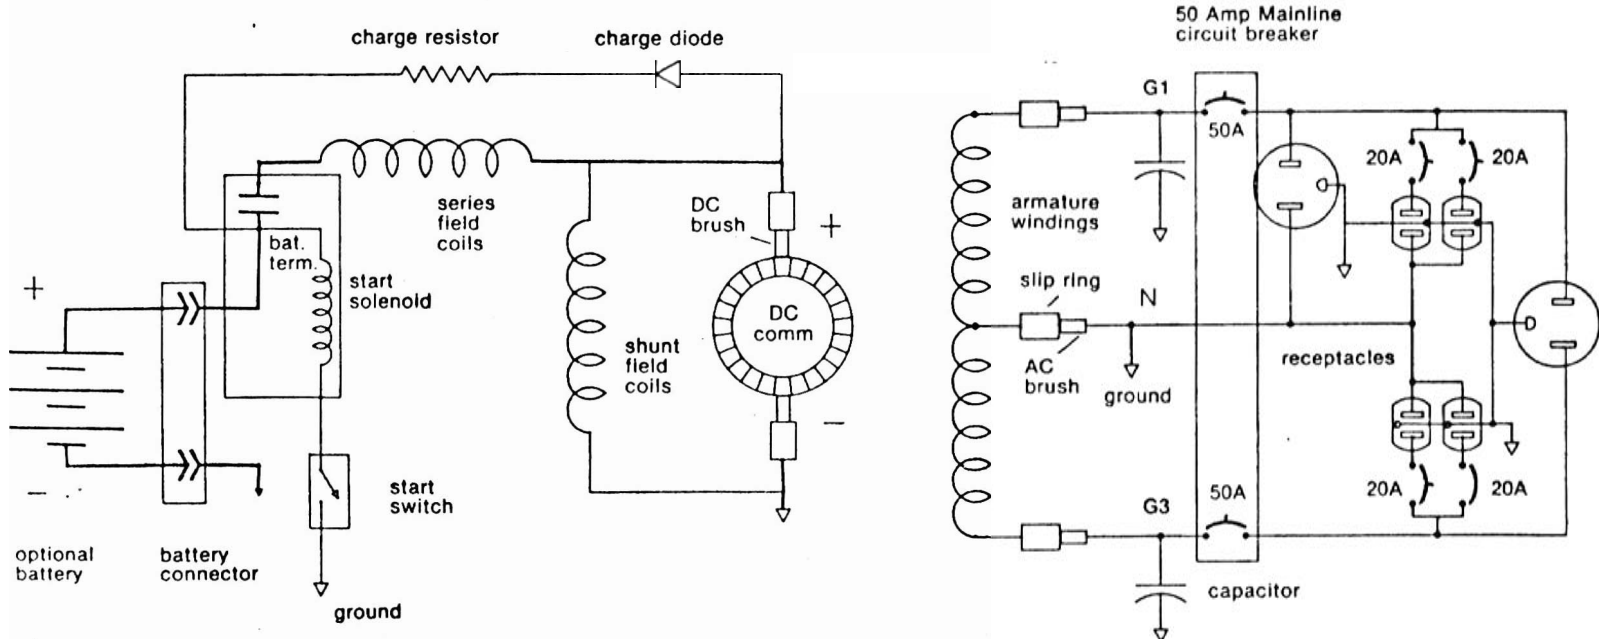 50 Amp Mainline
circuit breaker
charge resistor
charge diode
G1
50A
20A
20A
series
field
coils
DC
brush
+
armature
windings
bat.
term.
start
solenoid
+
slip ring
N
DC
comm
shunt
field
coils
AC
brush
receptacles
ground
−
−
start
switch
G3
50A
20A
20A
optional
battery
battery
connector
capacitor
ground